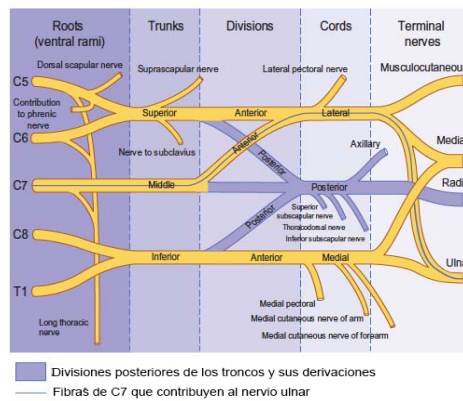 Roots
(ventral rami)
Trunks
Divisions
Cords
Terminal
nerves
Dorsal scapular nerve
Suprascapular nerve
Lateral pectoral nerve
Musculocutaneous
C5
Contribution
to phrenic
nerve
Superior
Anterior
Lateral
C6
Nerve to subclavius
Anterior
Posterior
Axillary
Media
C7
Middle
Posterior
Radi
Superior
subscapular nerve
Thoracodorsal nerve
Inferior subscapular nerve
Posterior
C8
Inferior
Anterior
Medial
Ulna
T1
Long thoracic
nerve
Medial pectoral
Medial cutaneous nerve of arm
Medial cutaneous nerve of forearm
Divisiones posteriores de los troncos y sus derivaciones
Fibras de C7 que contribuyen al nervio ulnar